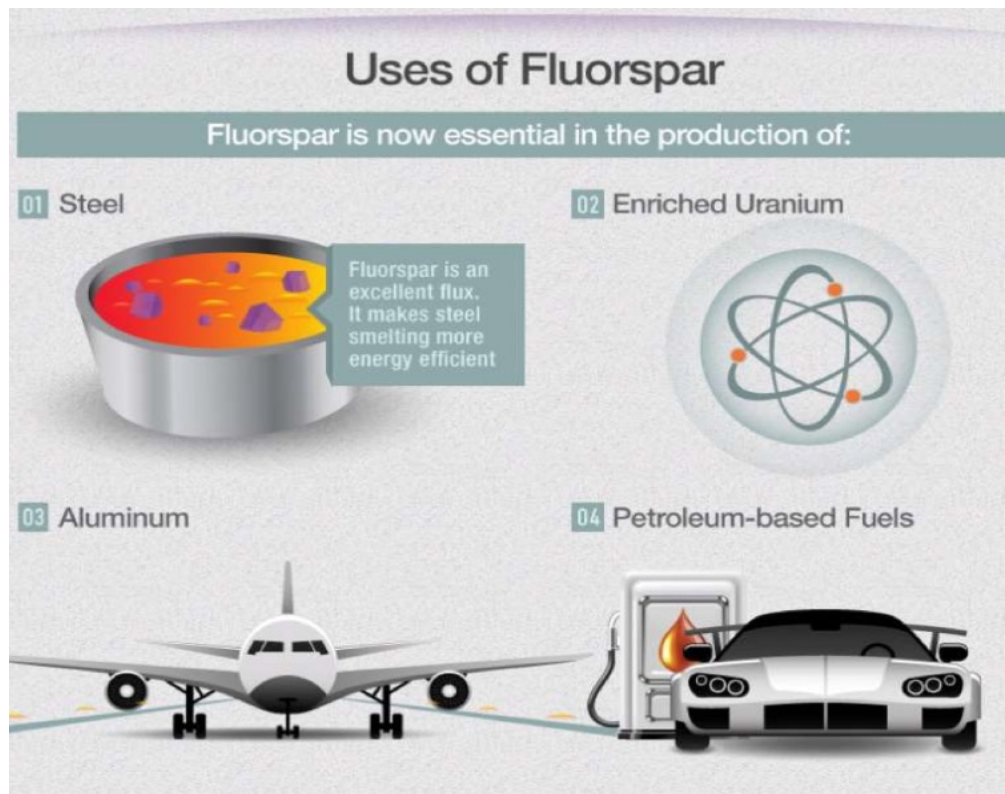 Uses of Fluorspar
Fluorspar is now essential in the production of:
01 Steel
02 Enriched Uranium
Fluorspar is an
excellent flux.
It makes steel
smelting more
energy efficient
03 Aluminum
04 Petroleum-based Fuels